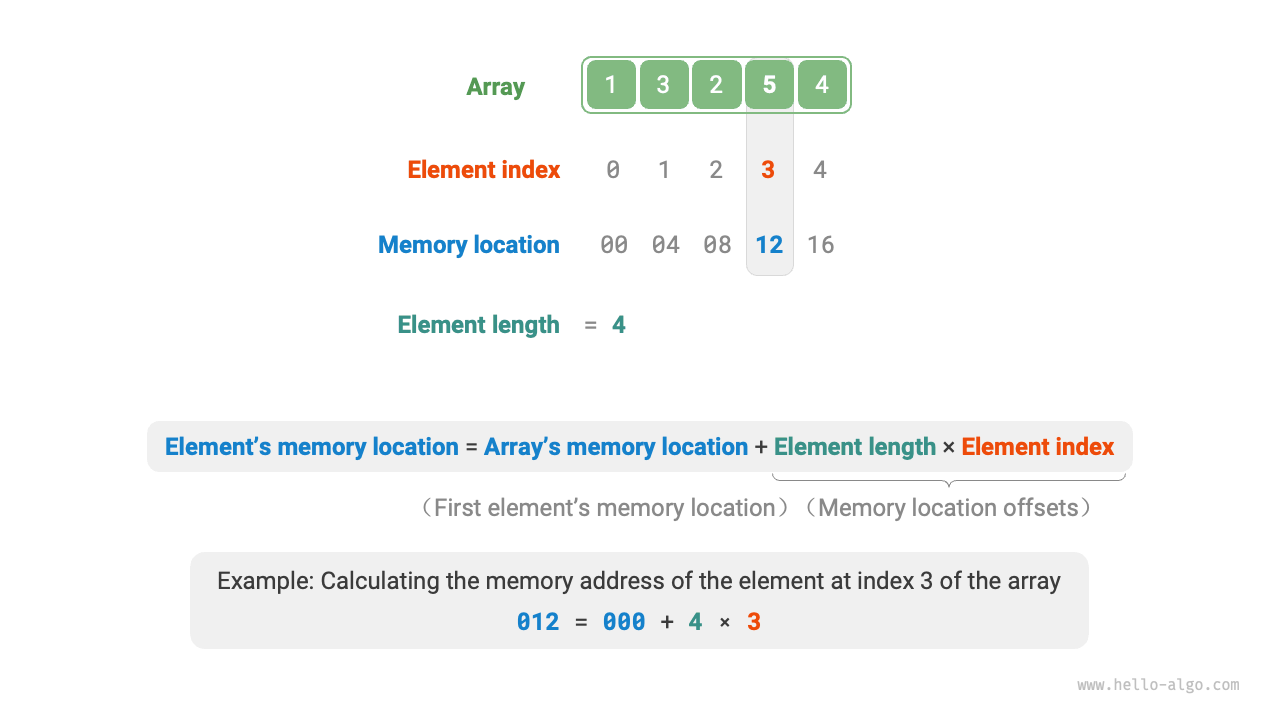 Array 1 3 2 5 4
Element index 0 1 2 3 4
Memory location 00 04 08 12 16
Element length = 4
Element’s memory location = Array’s memory location + Element length × Element index
（First element’s memory location）（Memory location offsets）
Example: Calculating the memory address of the element at index 3 of the array
012 = 000 + 4 × 3
www.hello-algo.com